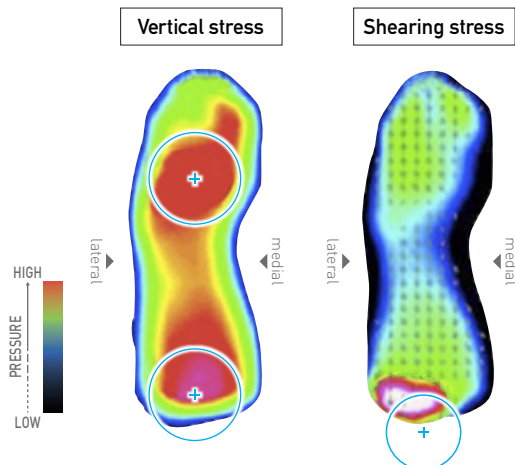 Vertical stress
Shearing stress
lateral
medial
lateral
medial
HIGH
PRESSURE
LOW